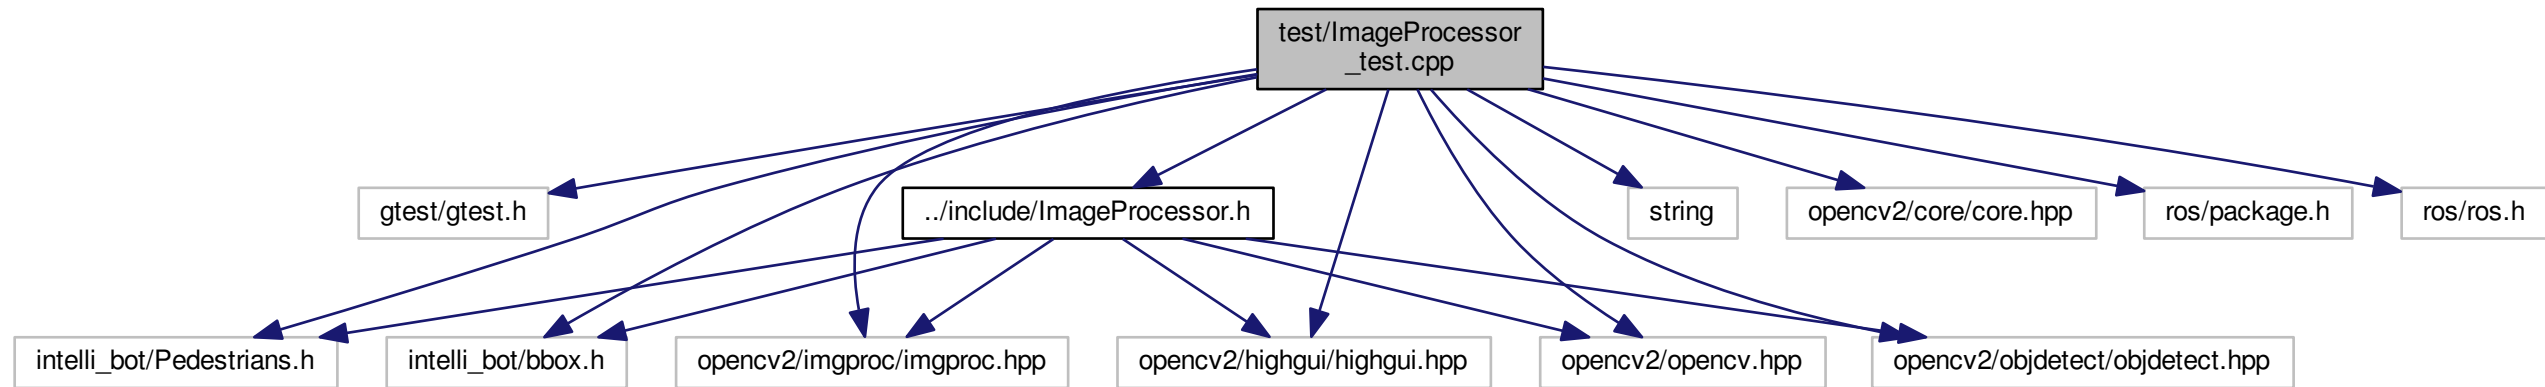 test/ImageProcessor
_test.cpp
gtest/gtest.h
../include/ImageProcessor.h
string
opencv2/core/core.hpp
ros/package.h
ros/ros.h
intelli_bot/Pedestrians.h
intelli_bot/bbox.h
opencv2/imgproc/imgproc.hpp
opencv2/highgui/highgui.hpp
opencv2/opencv.hpp
opencv2/objdetect/objdetect.hpp